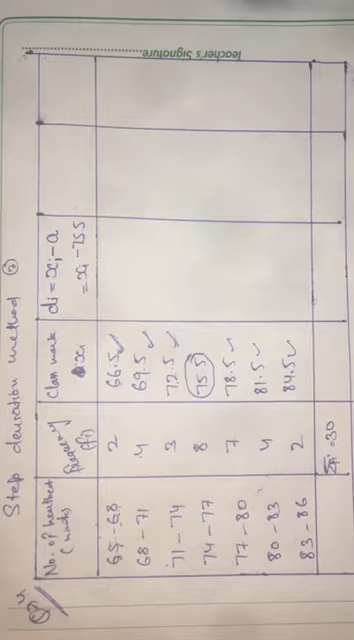 Teacher's Signature
Step deviation method
No. of heartbeat (mints) frequency (fi) Class mark xi di = xi - a
= xi - 75.5
65 - 68 2 66.5 ✓
68 - 71 4 69.5 ✓
71 - 74 3 72.5 ✓
74 - 77 8 75.5
77 - 80 7 78.5 ✓
80 - 83 4 81.5 ✓
83 - 86 2 84.5 ✓
Σfi = 30